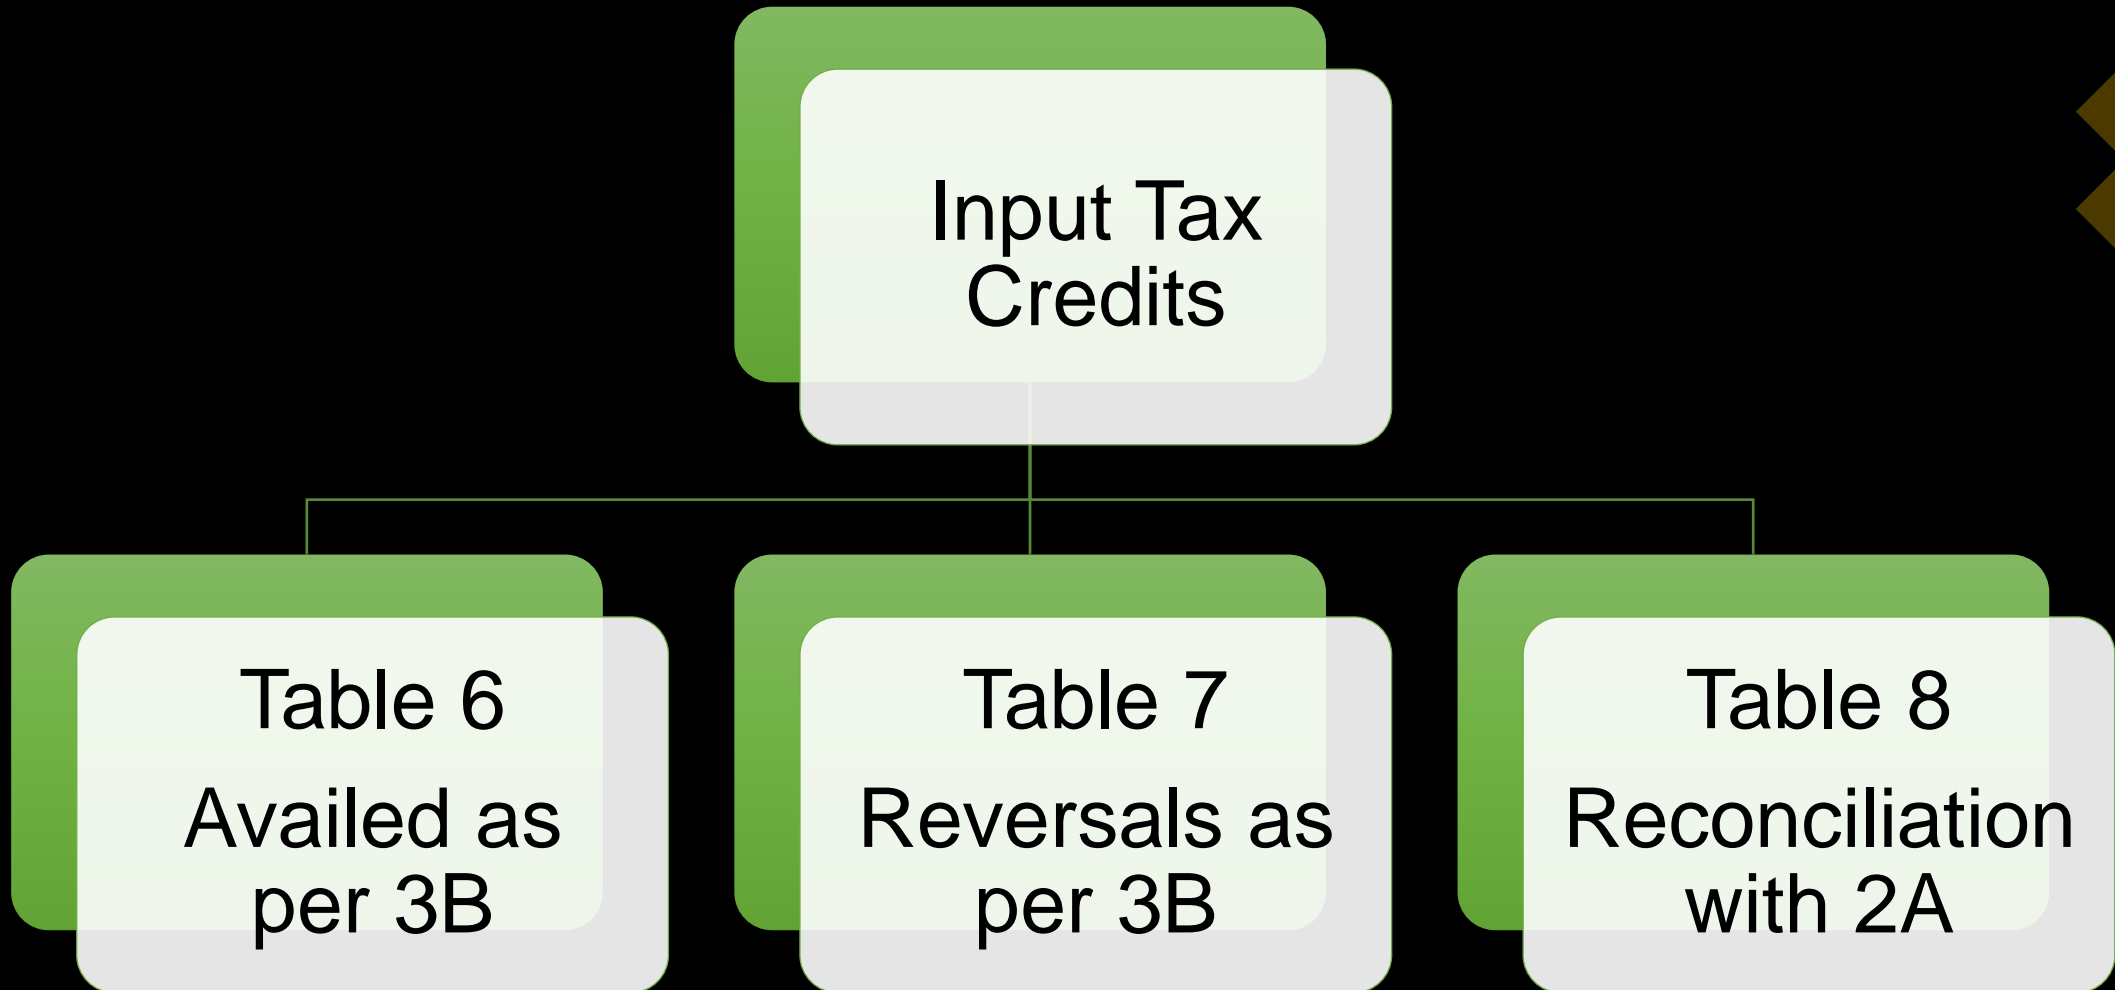 Input Tax
Credits
Table 6
Availed as
per 3B
Table 7
Reversals as
per 3B
Table 8
Reconciliation
with 2A